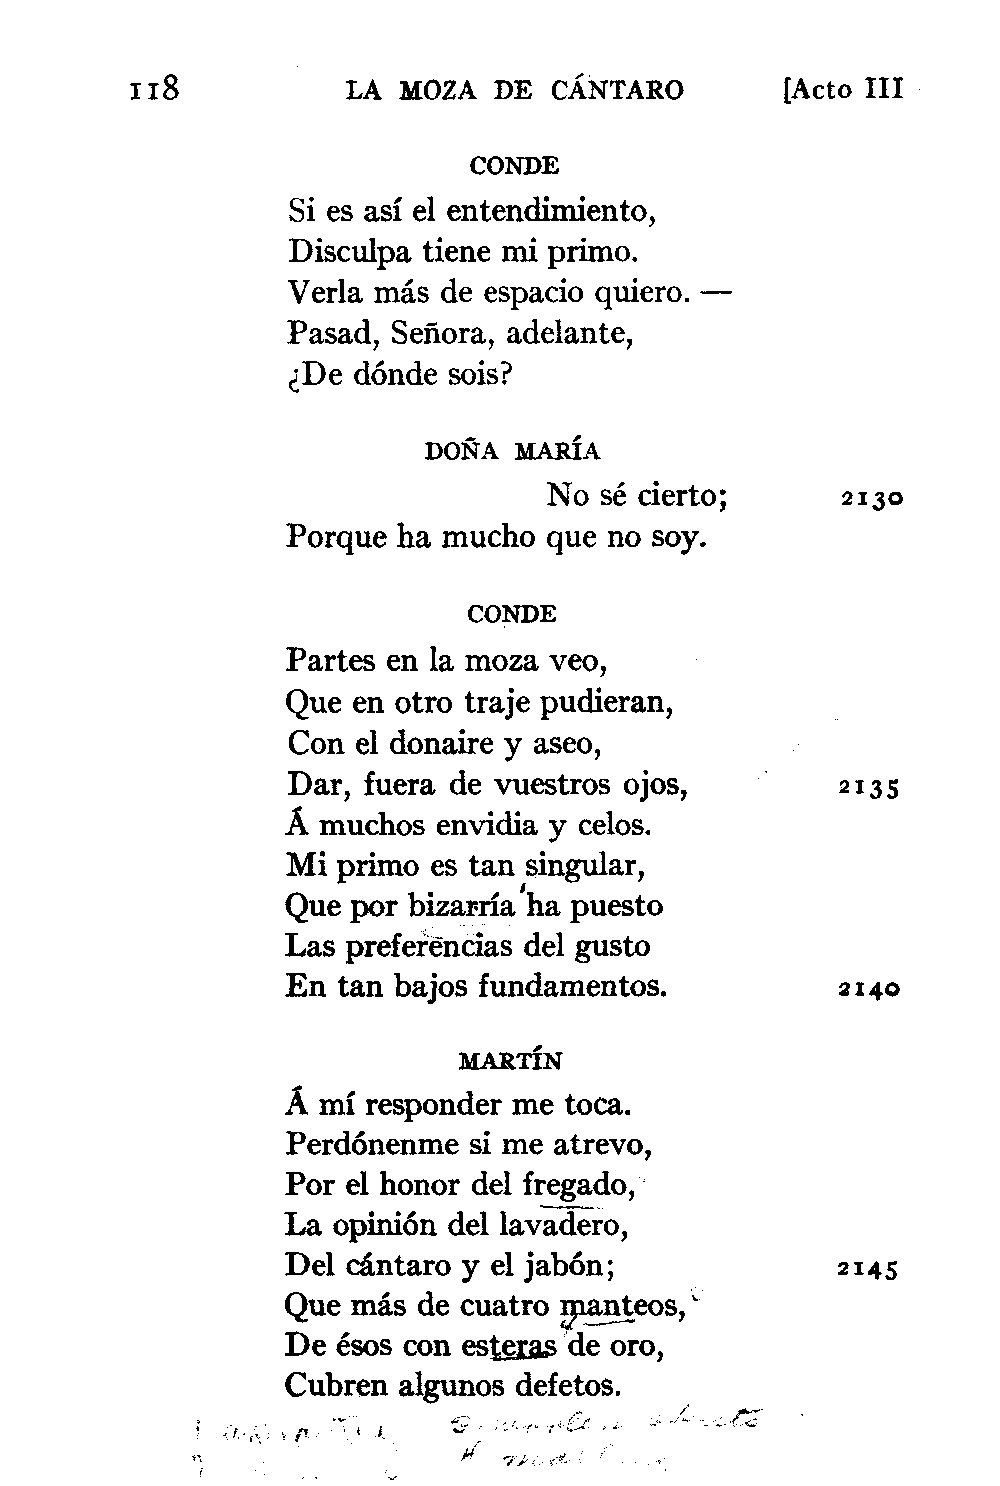 118 LA MOZA DE CÁNTARO [Acto III
CONDE
Si es así el entendimiento,
Disculpa tiene mi primo.
Verla más de espacio quiero. —
Pasad, Señora, adelante,
¿De dónde sois?
DOÑA MARÍA
No sé cierto; 2130
Porque ha mucho que no soy.
CONDE
Partes en la moza veo,
Que en otro traje pudieran,
Con el donaire y aseo,
Dar, fuera de vuestros ojos, 2135
Á muchos envidia y celos.
Mi primo es tan singular,
Que por bizarría ha puesto
Las preferencias del gusto
En tan bajos fundamentos. 2140
MARTÍN
Á mí responder me toca.
Perdónenme si me atrevo,
Por el honor del fregado,
La opinión del lavadero,
Del cántaro y el jabón; 2145
Que más de cuatro manteos,
De ésos con esteras de oro,
Cubren algunos defetos.